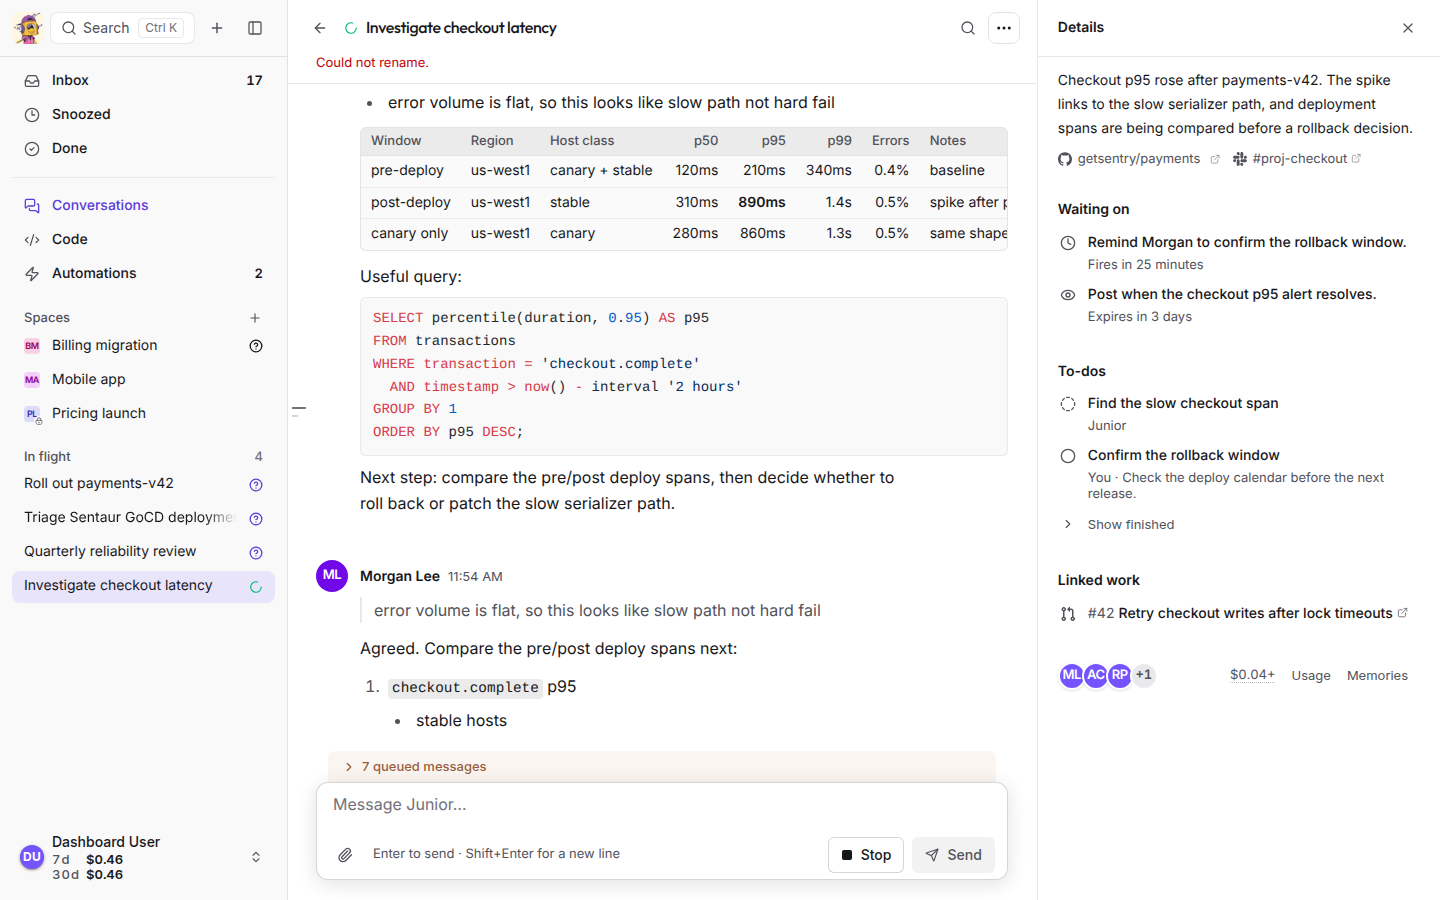 Search Ctrl K
Inbox 17
Snoozed
Done
Conversations
Code
Automations 2
Spaces
BM Billing migration
MA Mobile app
PL Pricing launch
In flight 4
Roll out payments-v42
Triage Sentaur GoCD deployme
Quarterly reliability review
Investigate checkout latency
DU Dashboard User
7d $0.46
30d $0.46
Investigate checkout latency
Could not rename.
• error volume is flat, so this looks like slow path not hard fail
Window Region Host class p50 p95 p99 Errors Notes
pre-deploy us-west1 canary + stable 120ms 210ms 340ms 0.4% baseline
post-deploy us-west1 stable 310ms 890ms 1.4s 0.5% spike after p
canary only us-west1 canary 280ms 860ms 1.3s 0.5% same shape
Useful query:
SELECT percentile(duration, 0.95) AS p95
FROM transactions
WHERE transaction = 'checkout.complete'
AND timestamp > now() - interval '2 hours'
GROUP BY 1
ORDER BY p95 DESC;
Next step: compare the pre/post deploy spans, then decide whether to
roll back or patch the slow serializer path.
ML Morgan Lee 11:54 AM
error volume is flat, so this looks like slow path not hard fail
Agreed. Compare the pre/post deploy spans next:
1. checkout.complete p95
• stable hosts
7 queued messages
Message Junior...
Enter to send · Shift+Enter for a new line Stop Send
Details
Checkout p95 rose after payments-v42. The spike
links to the slow serializer path, and deployment
spans are being compared before a rollback decision.
getsentry/payments #proj-checkout
Waiting on
Remind Morgan to confirm the rollback window.
Fires in 25 minutes
Post when the checkout p95 alert resolves.
Expires in 3 days
To-dos
Find the slow checkout span
Junior
Confirm the rollback window
You · Check the deploy calendar before the next
release.
Show finished
Linked work
#42 Retry checkout writes after lock timeouts
ML AC RP +1 $0.04+ Usage Memories